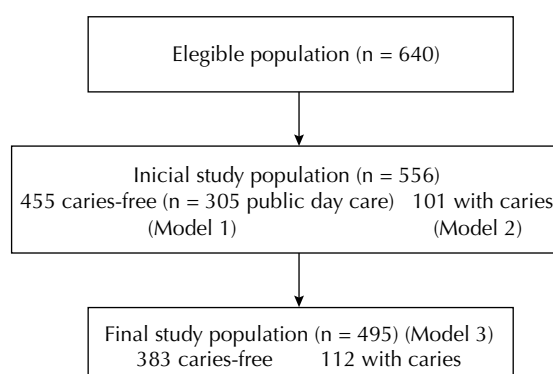 Elegible population (n = 640)
Inicial study population (n = 556)
455 caries-free (n = 305 public day care) 101 with caries
(Model 1) (Model 2)
Final study population (n = 495) (Model 3)
383 caries-free 112 with caries